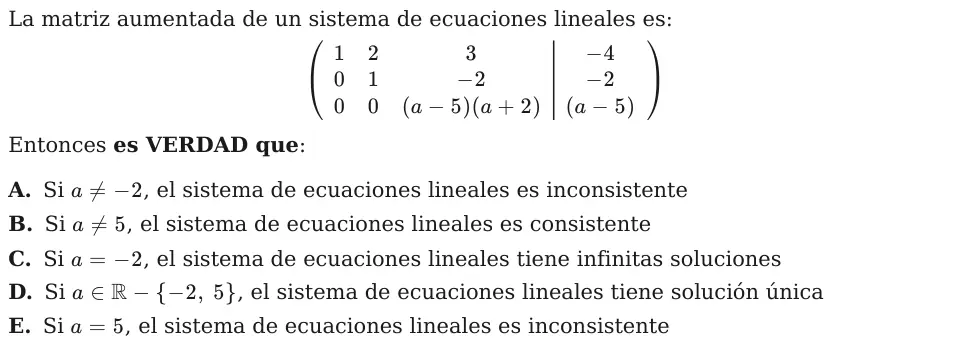 La matriz aumentada de un sistema de ecuaciones lineales es:
1 2 3 | −4
0 1 −2 | −2
0 0 (a − 5)(a + 2) | (a − 5)
Entonces es VERDAD que:
A. Si a ≠ −2, el sistema de ecuaciones lineales es inconsistente
B. Si a ≠ 5, el sistema de ecuaciones lineales es consistente
C. Si a = −2, el sistema de ecuaciones lineales tiene infinitas soluciones
D. Si a ∈ ℝ − {−2, 5}, el sistema de ecuaciones lineales tiene solución única
E. Si a = 5, el sistema de ecuaciones lineales es inconsistente